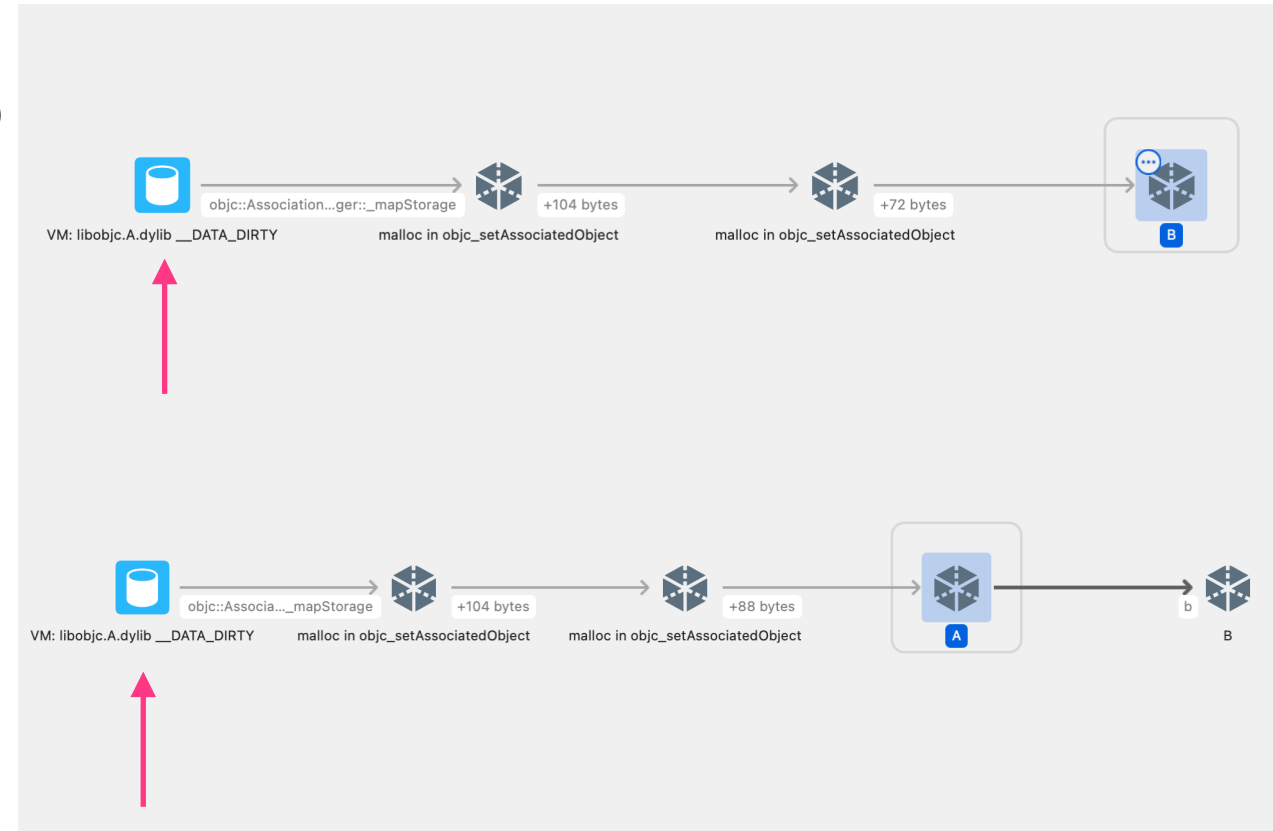 objc::Association...ger::_mapStorage
+104 bytes
+72 bytes
VM: libobjc.A.dylib __DATA_DIRTY
malloc in objc_setAssociatedObject
malloc in objc_setAssociatedObject
B
objc::Associa..._mapStorage
+104 bytes
+88 bytes
b
VM: libobjc.A.dylib __DATA_DIRTY
malloc in objc_setAssociatedObject
malloc in objc_setAssociatedObject
A
B